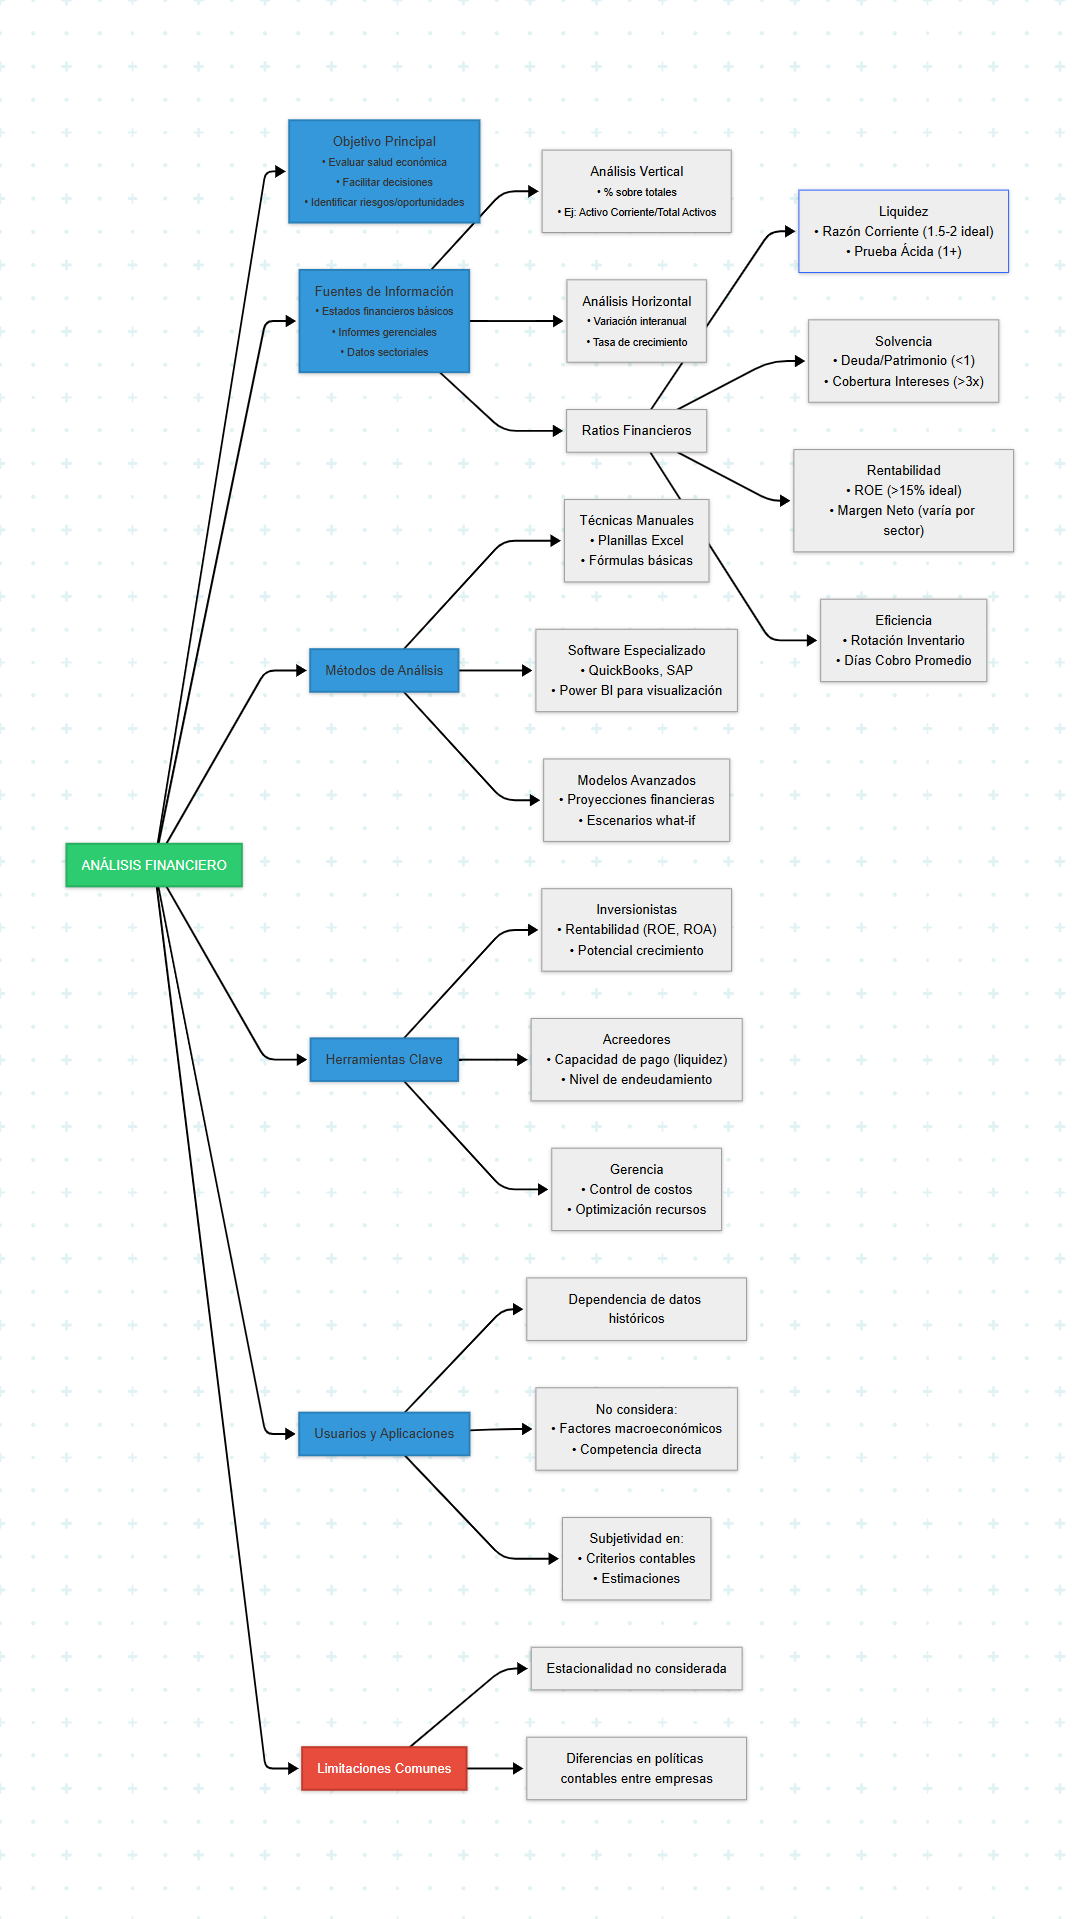 Objetivo Principal
• Evaluar salud económica
• Facilitar decisiones
• Identificar riesgos/oportunidades
Análisis Vertical
• % sobre totales
• Ej: Activo Corriente/Total Activos
Liquidez
• Razón Corriente (1.5-2 ideal)
• Prueba Ácida (1+)
Fuentes de Información
• Estados financieros básicos
• Informes gerenciales
• Datos sectoriales
Análisis Horizontal
• Variación interanual
• Tasa de crecimiento
Solvencia
• Deuda/Patrimonio (<1)
• Cobertura Intereses (>3x)
Ratios Financieros
Rentabilidad
• ROE (>15% ideal)
• Margen Neto (varía por
sector)
Técnicas Manuales
• Planillas Excel
• Fórmulas básicas
Eficiencia
• Rotación Inventario
• Días Cobro Promedio
Métodos de Análisis
Software Especializado
• QuickBooks, SAP
• Power BI para visualización
Modelos Avanzados
• Proyecciones financieras
• Escenarios what-if
ANÁLISIS FINANCIERO
Inversionistas
• Rentabilidad (ROE, ROA)
• Potencial crecimiento
Herramientas Clave
Acreedores
• Capacidad de pago (liquidez)
• Nivel de endeudamiento
Gerencia
• Control de costos
• Optimización recursos
Dependencia de datos
históricos
Usuarios y Aplicaciones
No considera:
• Factores macroeconómicos
• Competencia directa
Subjetividad en:
• Criterios contables
• Estimaciones
Estacionalidad no considerada
Limitaciones Comunes
Diferencias en políticas
contables entre empresas